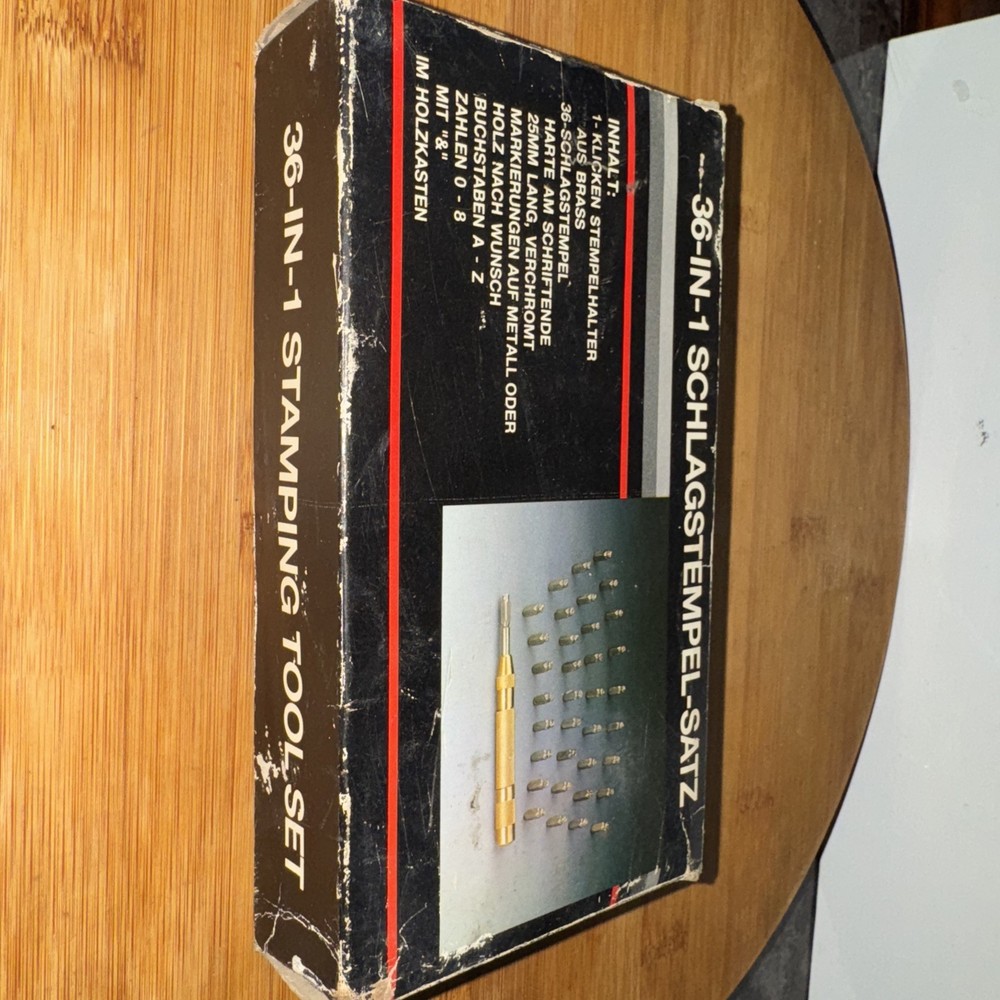 36-IN-1 SCHLAGSTEMPEL-SATZ
INHALT:
1- KLICKEN STEMPELHALTER
AUS BRASS
36-SCHLAGSTEMPEL
HARTE AM SCHRIFTENDE
25MM LANG, VERCHROMT
MARKIERUNGEN AUF METALL ODER
HOLZ NACH WUNSCH
BUCHSTABEN A - Z
ZAHLEN 0 - 8
MIT "&"
IM HOLZKASTEN
36-IN-1 STAMPING TOOL SET